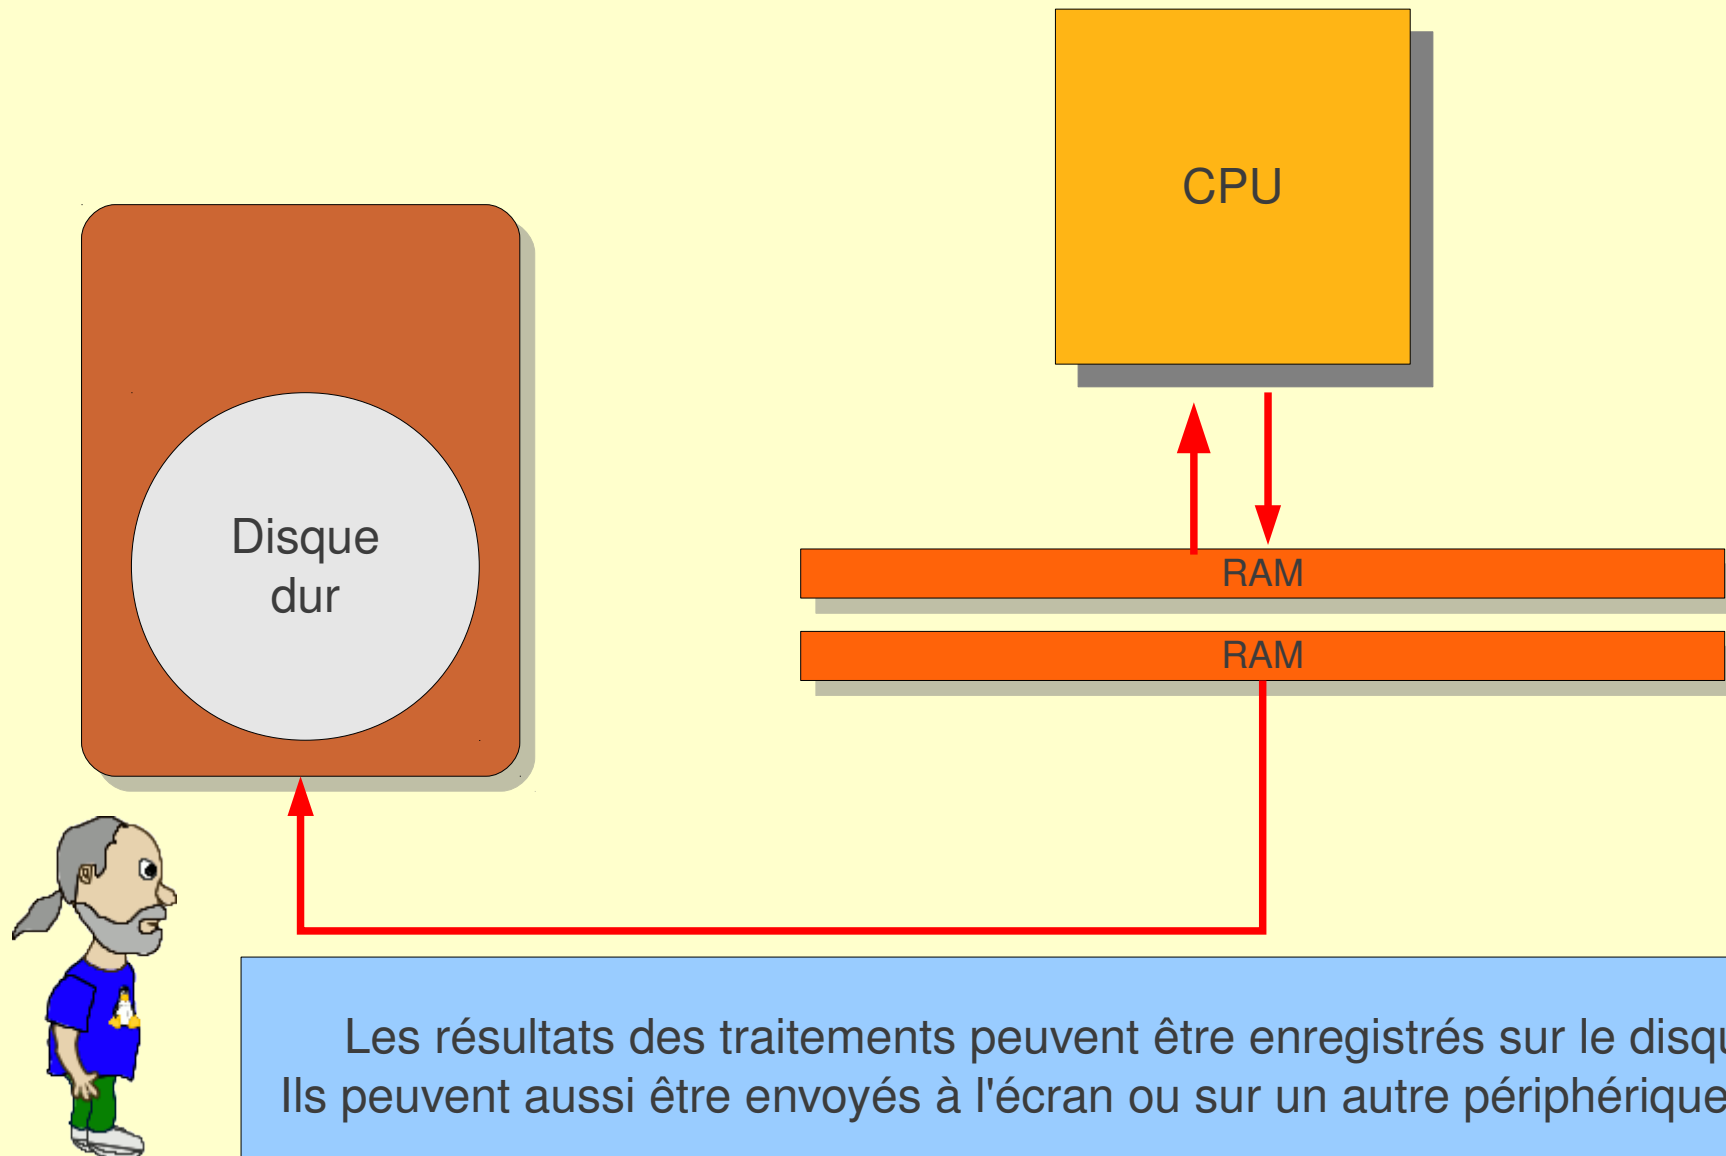 CPU
Disque
dur
RAM
RAM
Les résultats des traitements peuvent être enregistrés sur le disqu
Ils peuvent aussi être envoyés à l'écran ou sur un autre périphérique